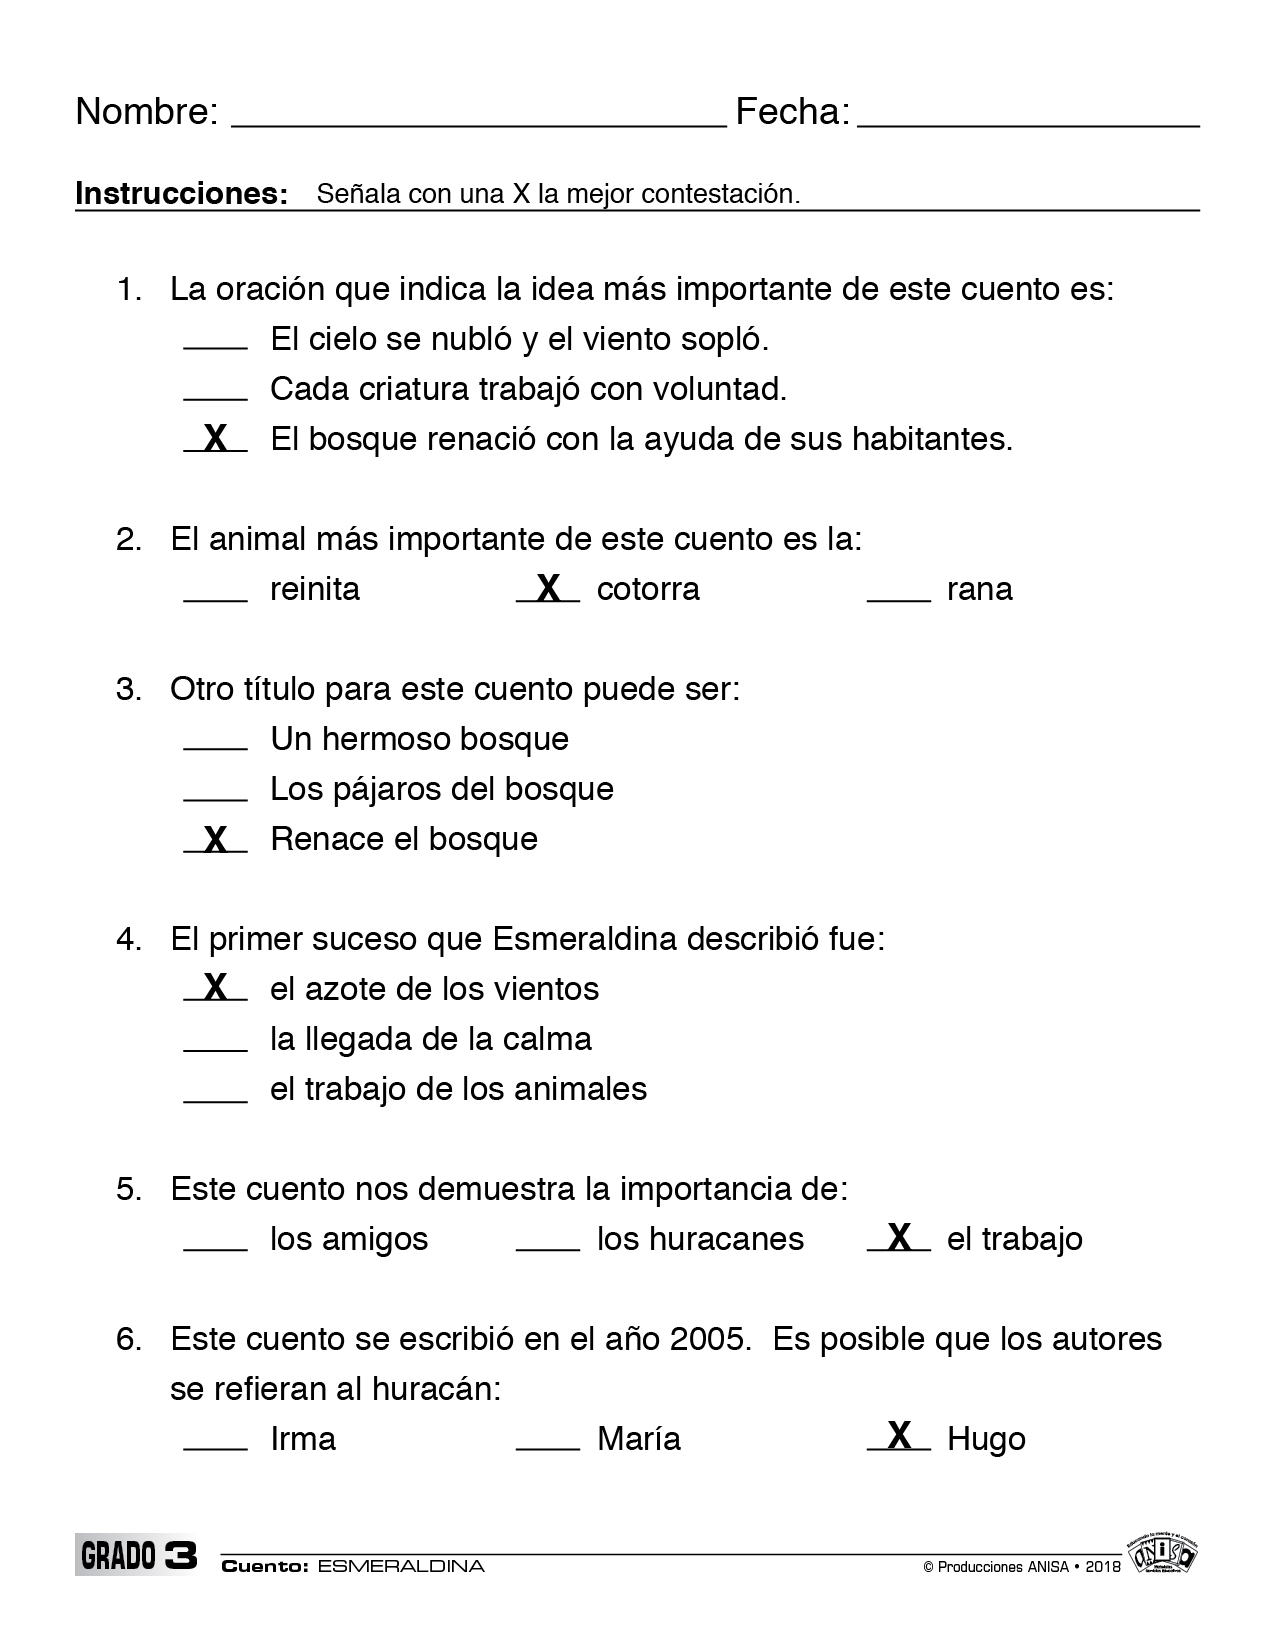 Nombre: ____ Fecha: ____
Instrucciones: Señala con una X la mejor contestación.
1. La oración que indica la idea más importante de este cuento es:
____ El cielo se nubló y el viento sopló.
____ Cada criatura trabajó con voluntad.
X El bosque renació con la ayuda de sus habitantes.
2. El animal más importante de este cuento es la:
____ reinita X cotorra ____ rana
3. Otro título para este cuento puede ser:
____ Un hermoso bosque
____ Los pájaros del bosque
X Renace el bosque
4. El primer suceso que Esmeraldina describió fue:
X el azote de los vientos
____ la llegada de la calma
____ el trabajo de los animales
5. Este cuento nos demuestra la importancia de:
____ los amigos ____ los huracanes X el trabajo
6. Este cuento se escribió en el año 2005. Es posible que los autores
se refieran al huracán:
____ Irma ____ María X Hugo
GRADO 3 Cuento: ESMERALDINA © Producciones ANISA • 2018
ANISA